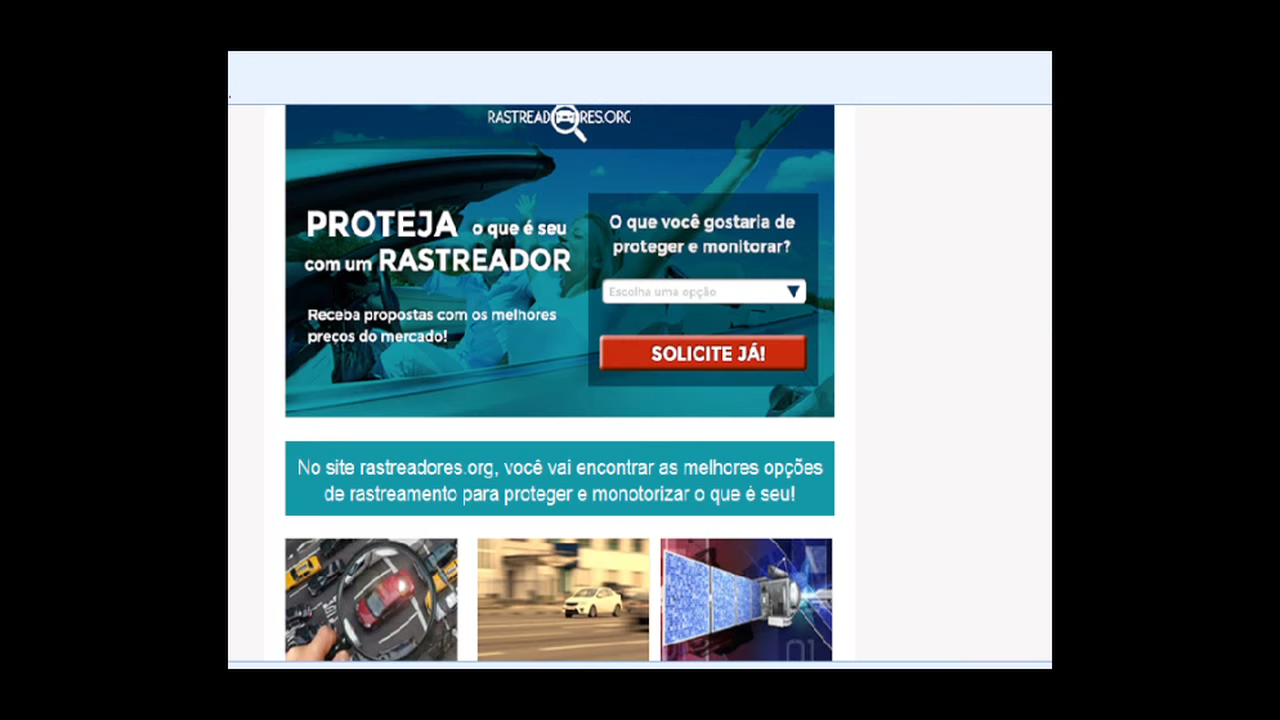 RASTREADORES.ORG
PROTEJA o que é seu
com um RASTREADOR
Receba propostas com os melhores
preços do mercado!
O que você gostaria de
proteger e monitorar?
Escolha uma opção
SOLICITE JÁ!
No site rastreadores.org, você vai encontrar as melhores opções
de rastreamento para proteger e monotorizar o que é seu!
01